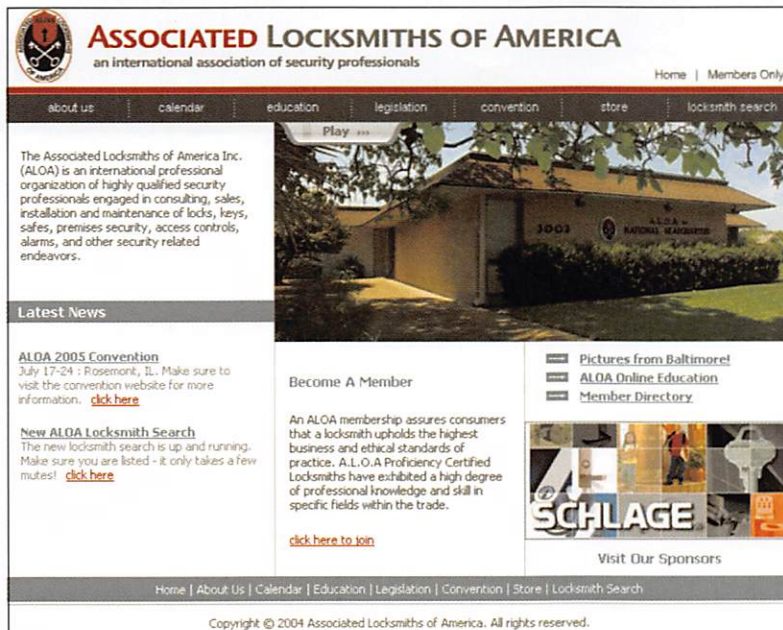 ASSOCIATED LOCKSMITHS OF AMERICA
an international association of security professionals
Home | Members Only
about us
calendar
education
legislation
convention
store
locksmith search
Play
The Associated Locksmiths of America Inc.
(ALOA) is an international professional
organization of highly qualified security
professionals engaged in consulting, sales,
installation and maintenance of locks, keys,
safes, premises security, access controls,
alarms, and other security related
endeavors.
3003
A.L.O.A.
NATIONAL HEADQUARTERS
Latest News
ALOA 2005 Convention
July 17-24 : Rosemont, IL. Make sure to
visit the convention website for more
information. click here
New ALOA Locksmith Search
The new locksmith search is up and running.
Make sure you are listed - it only takes a few
mutes! click here
Become A Member
An ALOA membership assures consumers
that a locksmith upholds the highest
business and ethical standards of
practice. A.L.O.A Proficiency Certified
Locksmiths have exhibited a high degree
of professional knowledge and skill in
specific fields within the trade.
click here to join
Pictures from Baltimore!
ALOA Online Education
Member Directory
SCHLAGE
Visit Our Sponsors
Home | About Us | Calendar | Education | Legislation | Convention | Store | Locksmith Search
Copyright © 2004 Associated Locksmiths of America. All rights reserved.